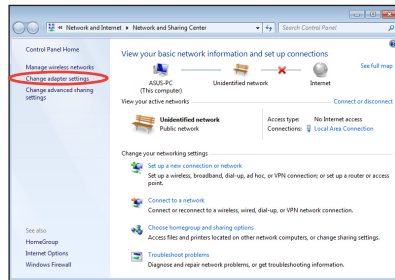 « Network and Internet ▸ Network and Sharing Center
Search Control Panel
Control Panel Home
Manage wireless networks
Change adapter settings
Change advanced sharing
settings
View your basic network information and set up connections
See full map
ASUS-PC
(This computer)
Unidentified network
Internet
View your active networks
Connect or disconnect
Unidentified network
Public network
Access type: No Internet access
Connections: Local Area Connection
Change your networking settings
Set up a new connection or network
Set up a wireless, broadband, dial-up, ad hoc, or VPN connection; or set up a router or access
point.
Connect to a network
Connect or reconnect to a wireless, wired, dial-up, or VPN network connection.
Choose homegroup and sharing options
Access files and printers located on other network computers, or change sharing settings.
Troubleshoot problems
Diagnose and repair network problems, or get troubleshooting information.
See also
HomeGroup
Internet Options
Windows Firewall